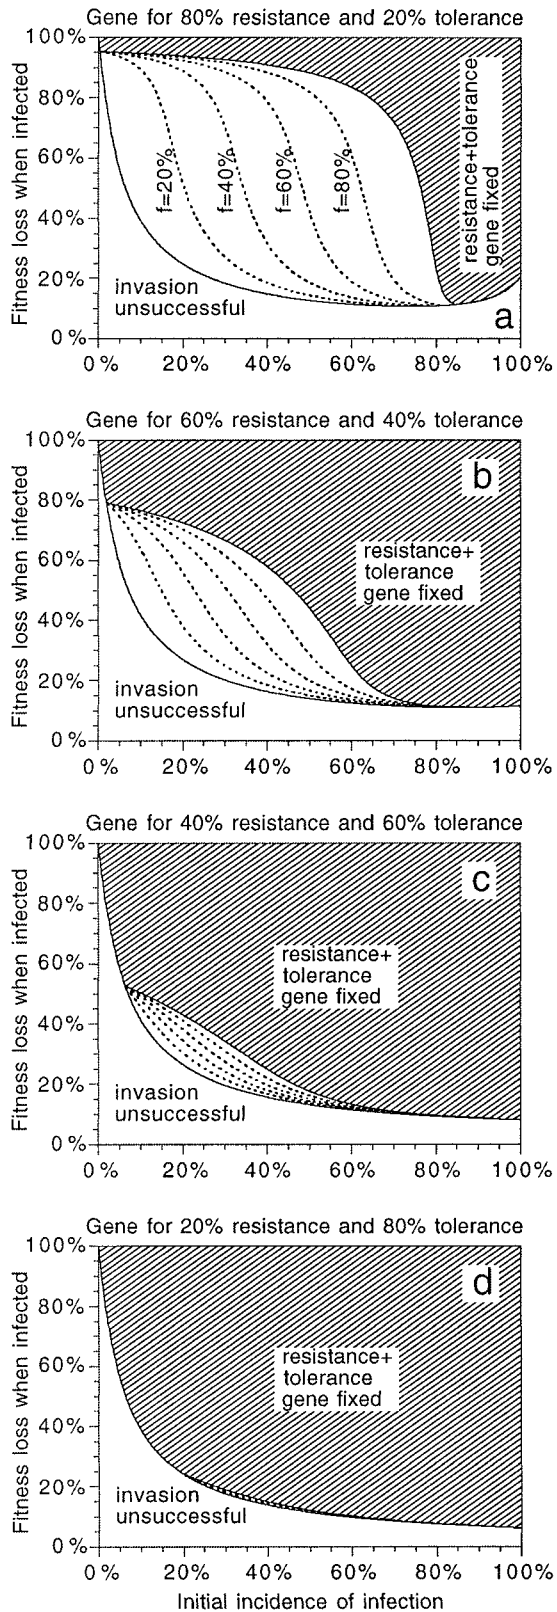 Gene for 80% resistance and 20% tolerance
Fitness loss when infected
100%
80%
60%
40%
20%
0%
f=20%
f=40%
f=60%
f=80%
resistance+tolerance
gene fixed
invasion
unsuccessful
a
0%
20%
40%
60%
80%
100%
Gene for 60% resistance and 40% tolerance
Fitness loss when infected
100%
80%
60%
40%
20%
0%
b
resistance+
tolerance
gene fixed
invasion
unsuccessful
0%
20%
40%
60%
80%
100%
Gene for 40% resistance and 60% tolerance
Fitness loss when infected
100%
80%
60%
40%
20%
0%
c
resistance+
tolerance
gene fixed
invasion
unsuccessful
0%
20%
40%
60%
80%
100%
Gene for 20% resistance and 80% tolerance
Fitness loss when infected
100%
80%
60%
40%
20%
0%
d
resistance+
tolerance
gene fixed
invasion
unsuccessful
0%
20%
40%
60%
80%
100%
Initial incidence of infection